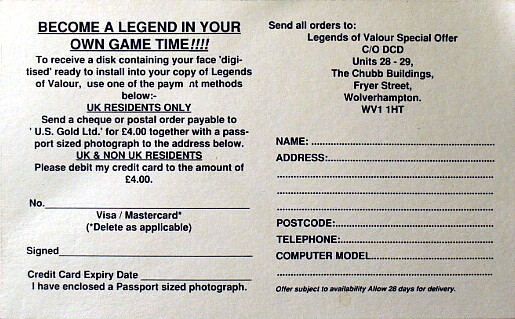 BECOME A LEGEND IN YOUR
OWN GAME TIME!!!!
To receive a disk containing your face 'digi-
tised' ready to install into your copy of Legends
of Valour, use one of the paym nt methods
below:-
UK RESIDENTS ONLY
Send a cheque or postal order payable to
' U.S. Gold Ltd.' for £4.00 together with a pass-
port sized photograph to the address below.
UK & NON UK RESIDENTS
Please debit my credit card to the amount of
£4.00.
No.
Visa / Mastercard*
(*Delete as applicable)
Signed
Credit Card Expiry Date
I have enclosed a Passport sized photograph.
Send all orders to:
Legends of Valour Special Offer
C/O DCD
Units 28 - 29,
The Chubb Buildings,
Fryer Street,
Wolverhampton.
WV1 1HT
NAME:
ADDRESS:
POSTCODE:
TELEPHONE:
COMPUTER MODEL
Offer subject to availability Allow 28 days for delivery.